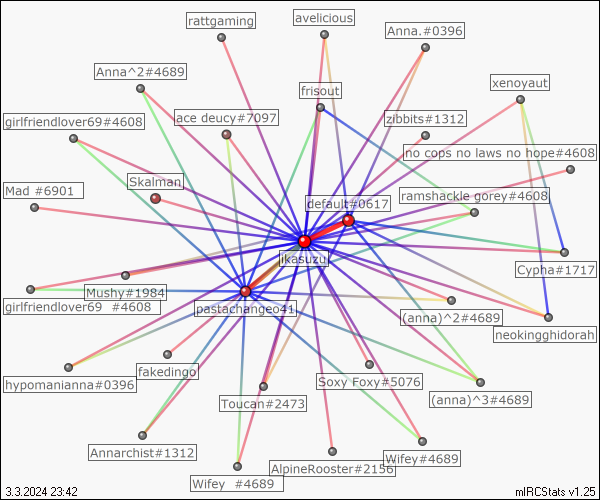 rattgaming
avelicious
Anna.#0396
Anna^2#4689
frisout
xenoyaut
girlfriendlover69#4608
ace deucy#7097
zibbits#1312
no cops no laws no hope#4608
Mad #6901
Skalman
default#0617
ramshackle gorey#4608
jikasuzu
Cypha#1717
Mushy#1984
girlfriendlover69 #4608
pastachangeo41
(anna)^2#4689
neokingghidorah
hypomanianna#0396
fakedingo
Soxy Foxy#5076
Toucan#2473
(anna)^3#4689
Annarchist#1312
Wifey #4689
AlpineRooster#2156
Wifey#4689
3.3.2024 23:42
mIRCStats v1.25